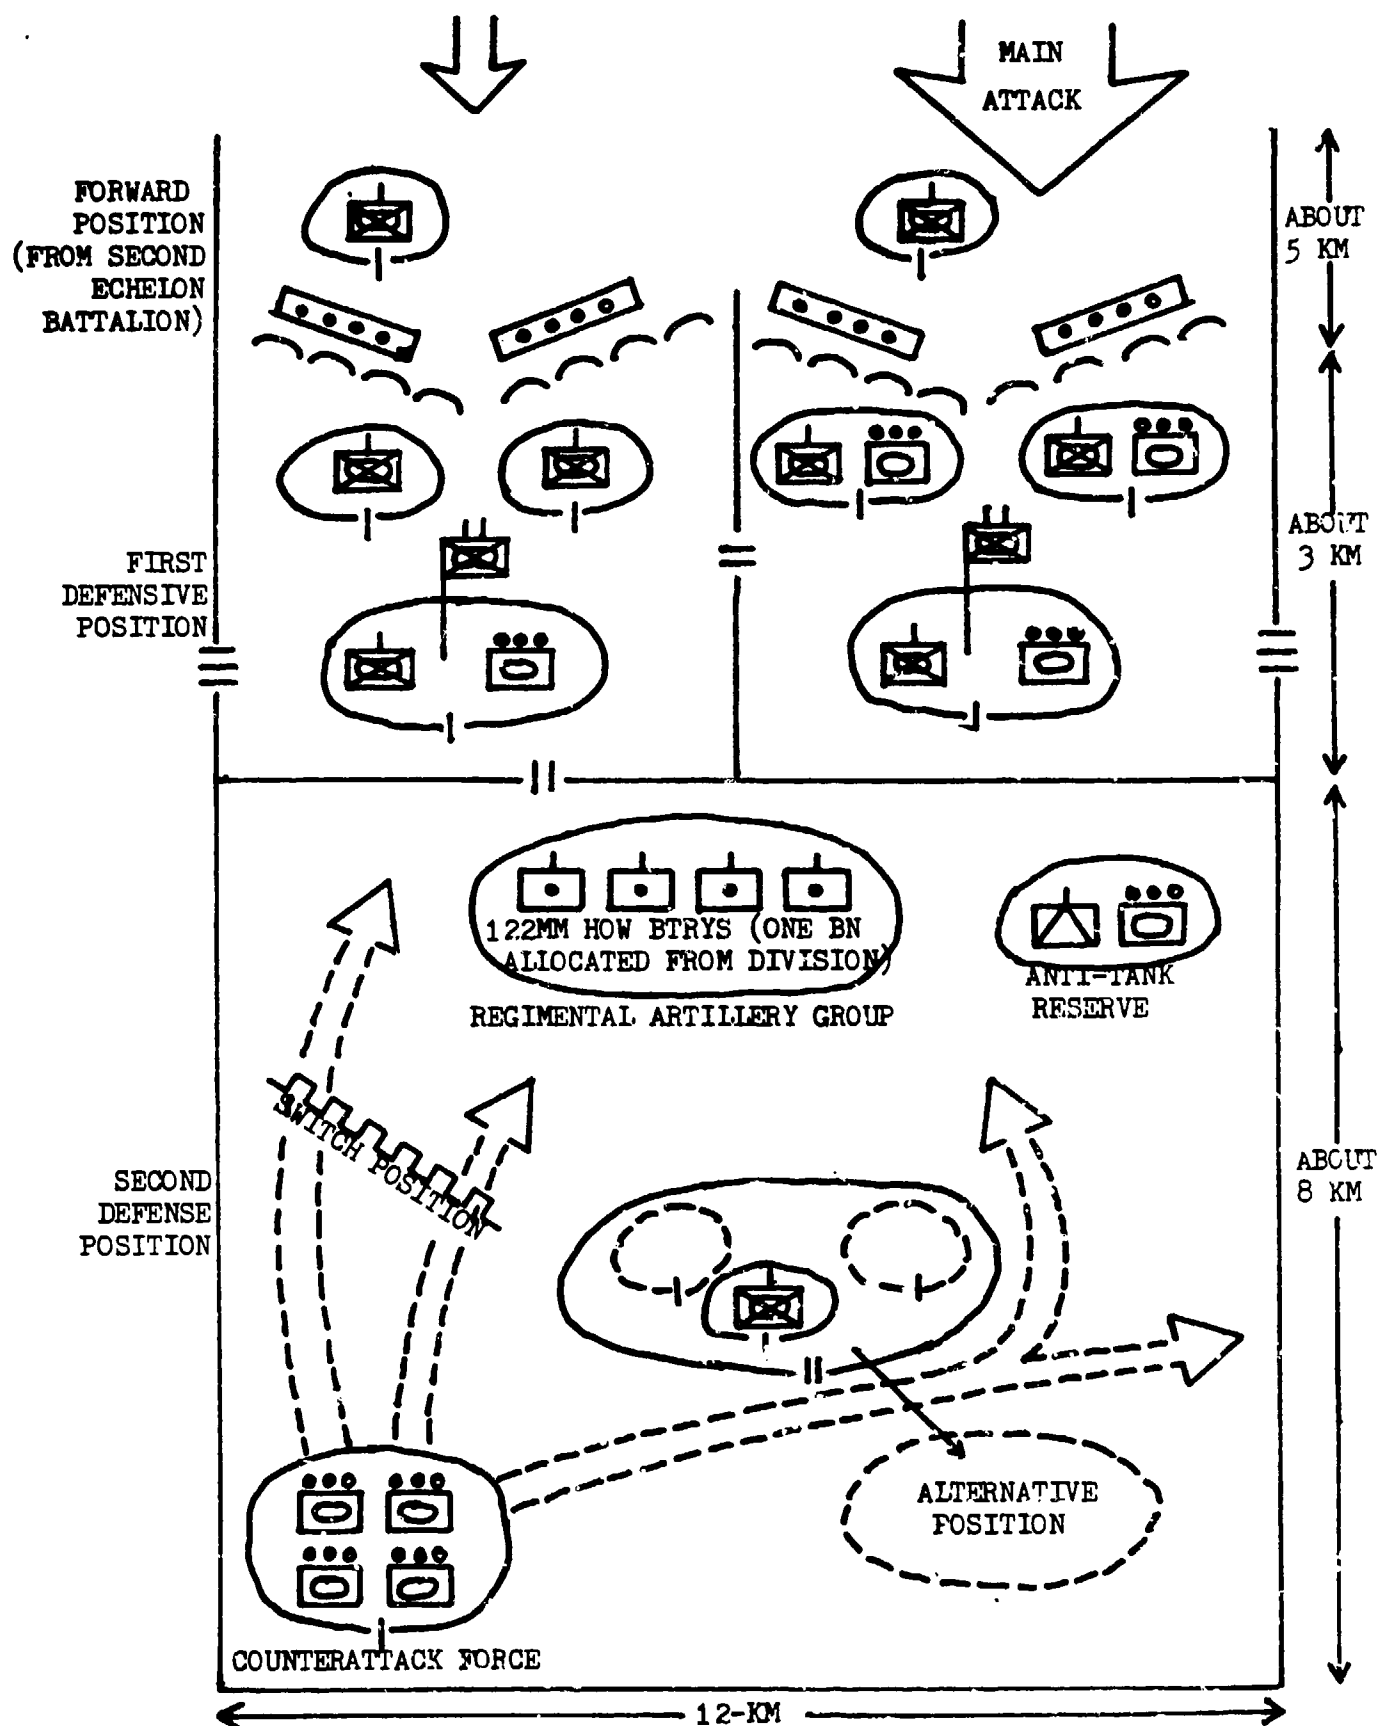 MAIN
ATTACK
FORWARD
POSITION
(FROM SECOND
ECHELON
BATTALION)
ABOUT
5 KM
FIRST
DEFENSIVE
POSITION
ABOUT
3 KM
122MM HOW BTRYS (ONE BN
ALIOCATED FROM DIVISION)
REGIMENTAL ARTILLERY GROUP
ANTI-TANK
RESERVE
SWITCH POSITION
SECOND
DEFENSE
POSITION
ABOUT
8 KM
ALTERNATIVE
POSITION
COUNTERATTACK FORCE
12-KM